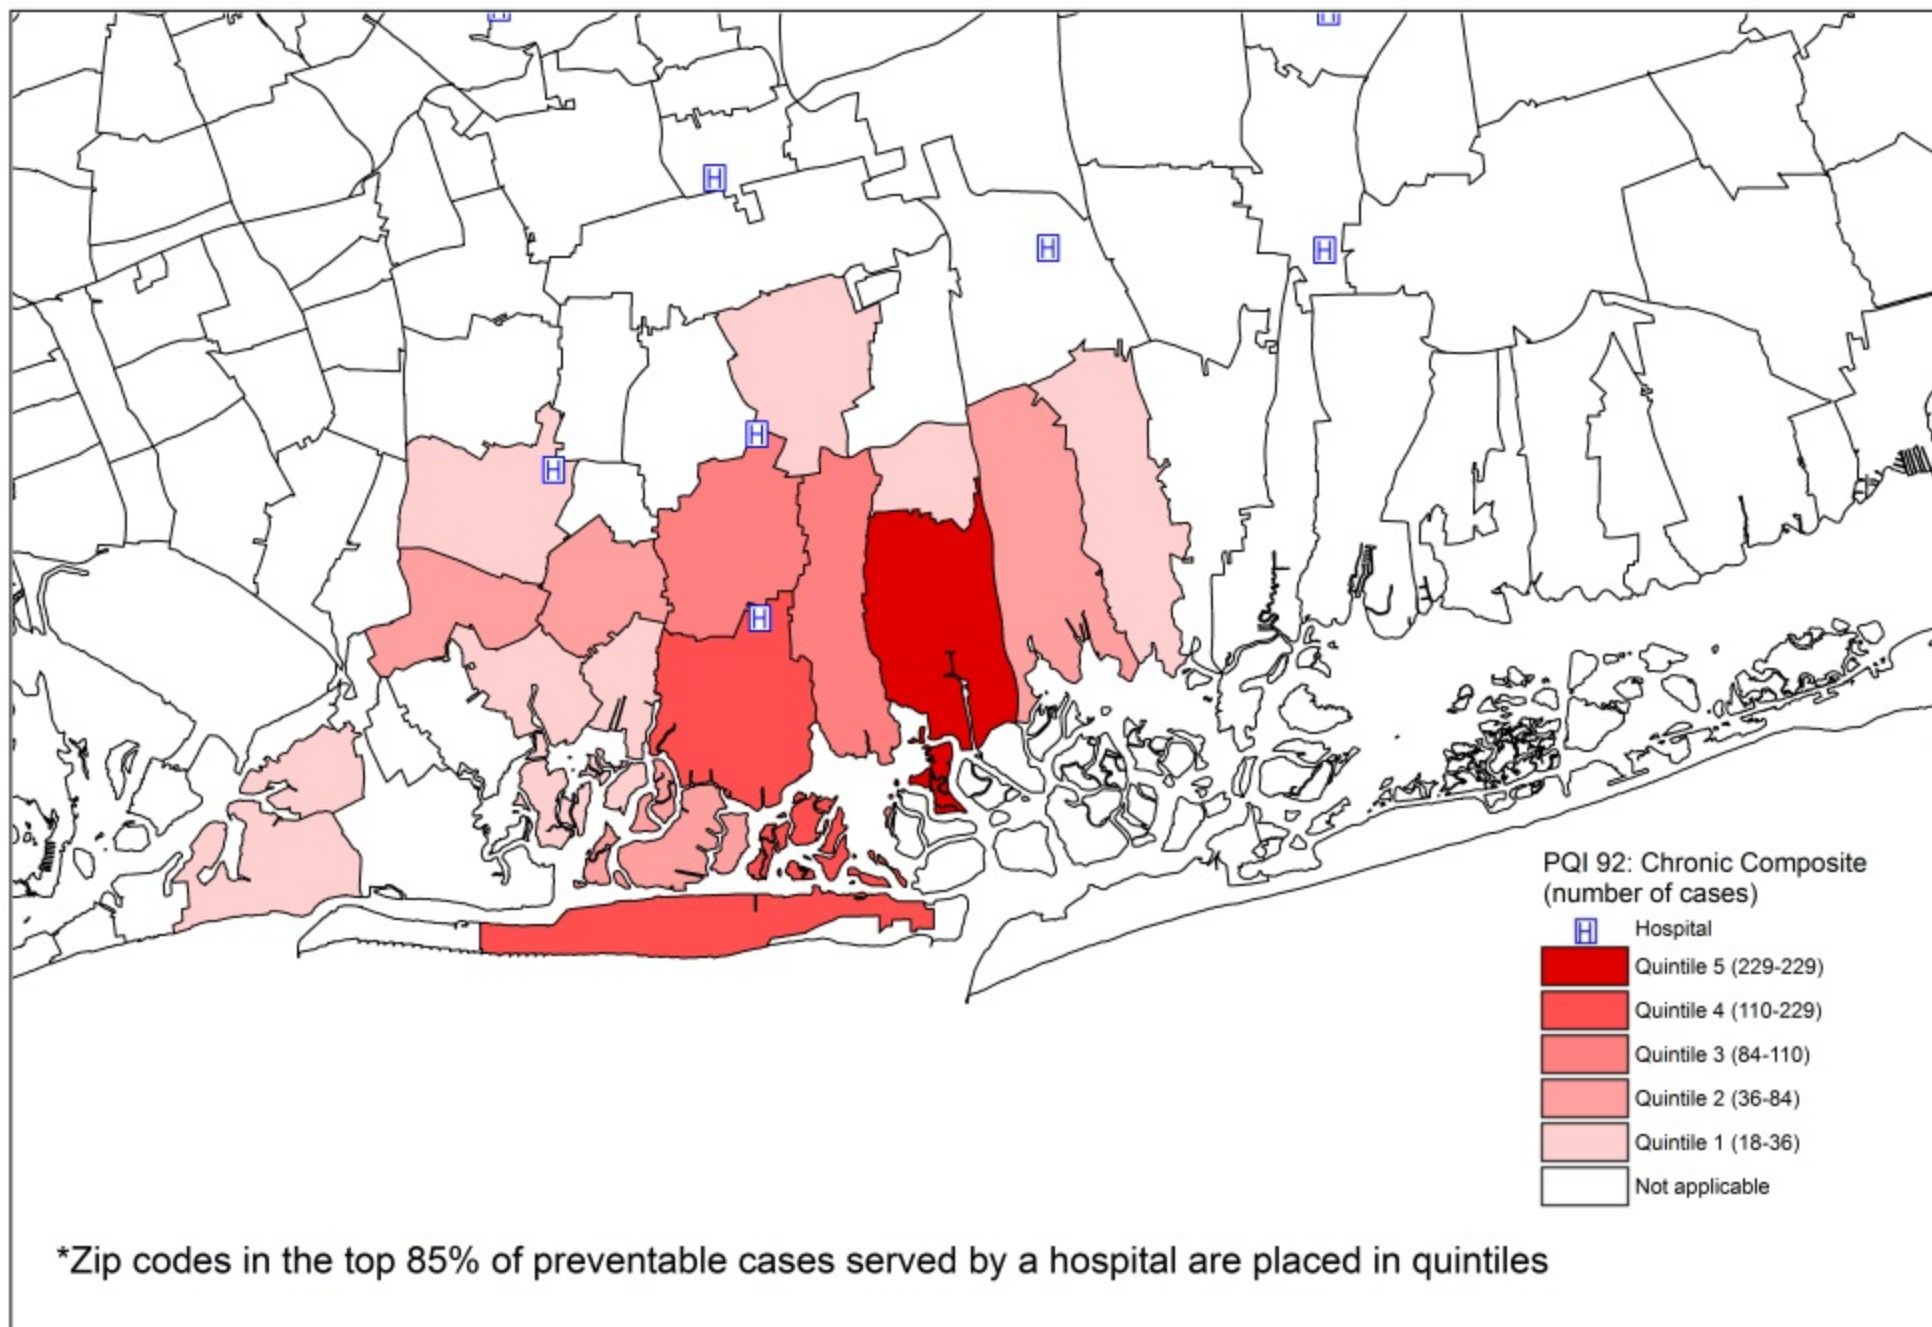 H
H
H
H
H
H
H
H
PQI 92: Chronic Composite
(number of cases)
H Hospital
Quintile 5 (229-229)
Quintile 4 (110-229)
Quintile 3 (84-110)
Quintile 2 (36-84)
Quintile 1 (18-36)
Not applicable
*Zip codes in the top 85% of preventable cases served by a hospital are placed in quintiles